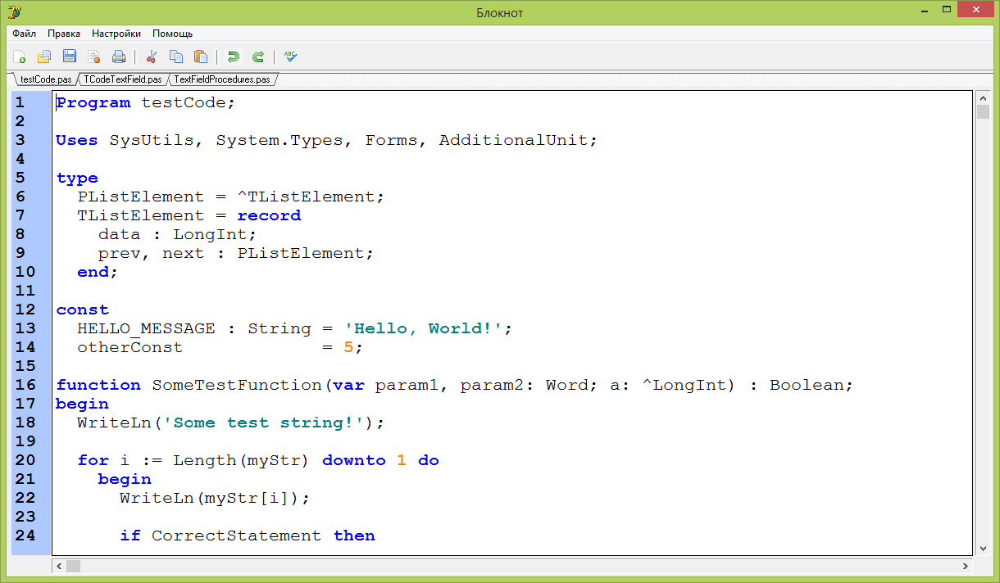 Блокнот
Файл Правка Настройки Помощь
ABC
testCode.pas TCodeTextField.pas TextFieldProcedures.pas
1 Program testCode;
2
3 Uses SysUtils, System.Types, Forms, AdditionalUnit;
4
5 type
6   PListElement = ^TListElement;
7   TListElement = record
8     data : LongInt;
9     prev, next : PListElement;
10   end;
11
12 const
13   HELLO_MESSAGE : String = 'Hello, World!';
14   otherConst             = 5;
15
16 function SomeTestFunction(var param1, param2: Word; a: ^LongInt) : Boolean;
17 begin
18   WriteLn('Some test string!');
19
20   for i := Length(myStr) downto 1 do
21     begin
22       WriteLn(myStr[i]);
23
24       if CorrectStatement then